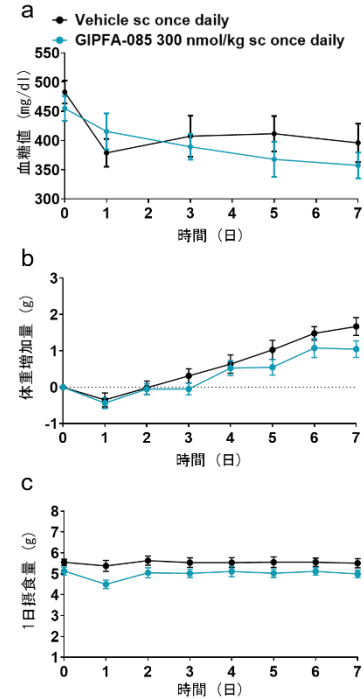 a
Vehicle sc once daily
GIPFA-085 300 nmol/kg sc once daily
血糖値 (mg/dl)
550
500
450
400
350
300
0 1 2 3 4 5 6 7
時間（日）
b
体重増加量 (g)
3
2
1
0
-1
0 1 2 3 4 5 6 7
時間（日）
c
1日摂食量 (g)
8
7
6
5
4
3
2
1
0 1 2 3 4 5 6 7
時間（日）